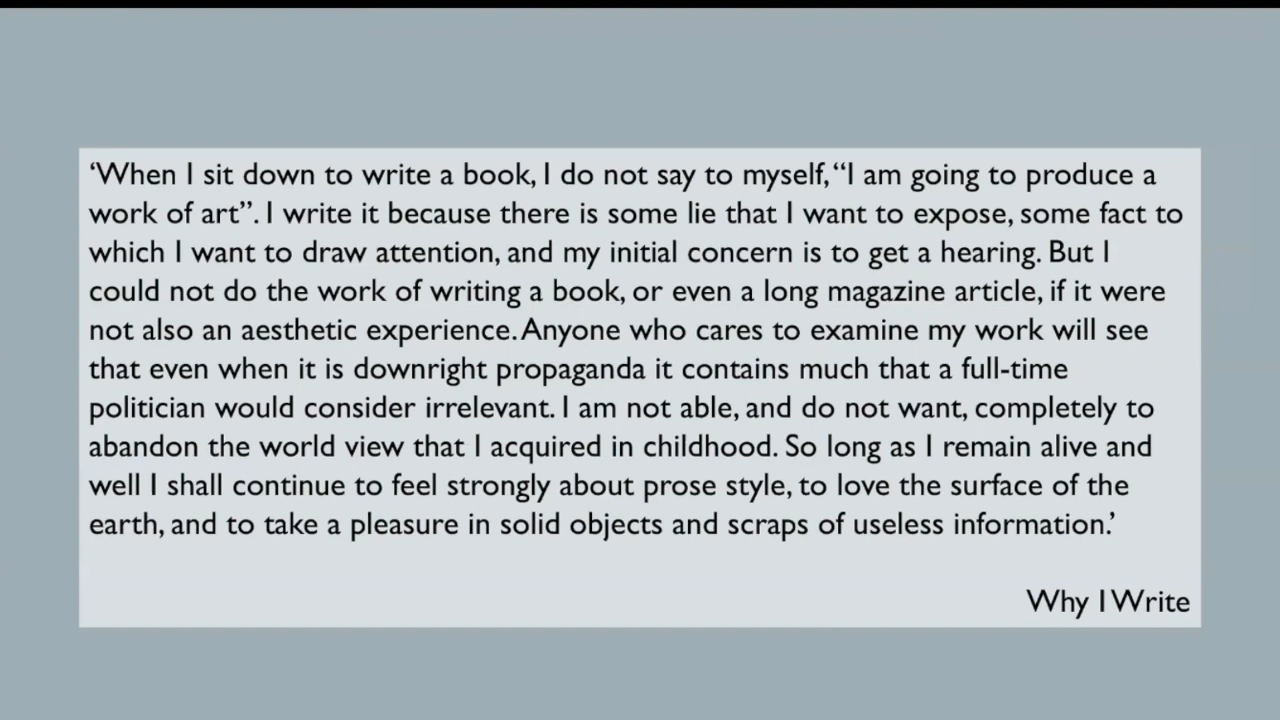 ‘When I sit down to write a book, I do not say to myself, “I am going to produce a
work of art”. I write it because there is some lie that I want to expose, some fact to
which I want to draw attention, and my initial concern is to get a hearing. But I
could not do the work of writing a book, or even a long magazine article, if it were
not also an aesthetic experience. Anyone who cares to examine my work will see
that even when it is downright propaganda it contains much that a full-time
politician would consider irrelevant. I am not able, and do not want, completely to
abandon the world view that I acquired in childhood. So long as I remain alive and
well I shall continue to feel strongly about prose style, to love the surface of the
earth, and to take a pleasure in solid objects and scraps of useless information.’
Why I Write